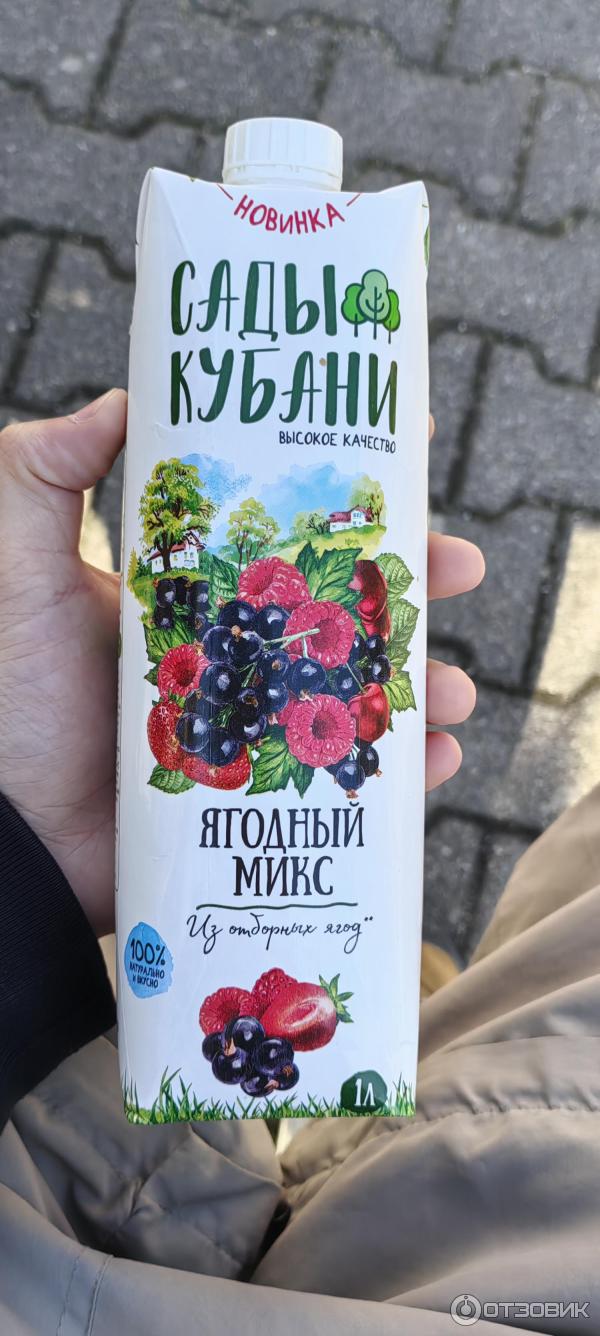 НОВИНКА
САДЫ
КУБАНИ
ВЫСОКОЕ КАЧЕСТВО
ЯГОДНЫЙ
МИКС
Из отборных ягод**
100%
НАТУРАЛЬНО
И ВКУСНО
1Л
ОТЗОВИК